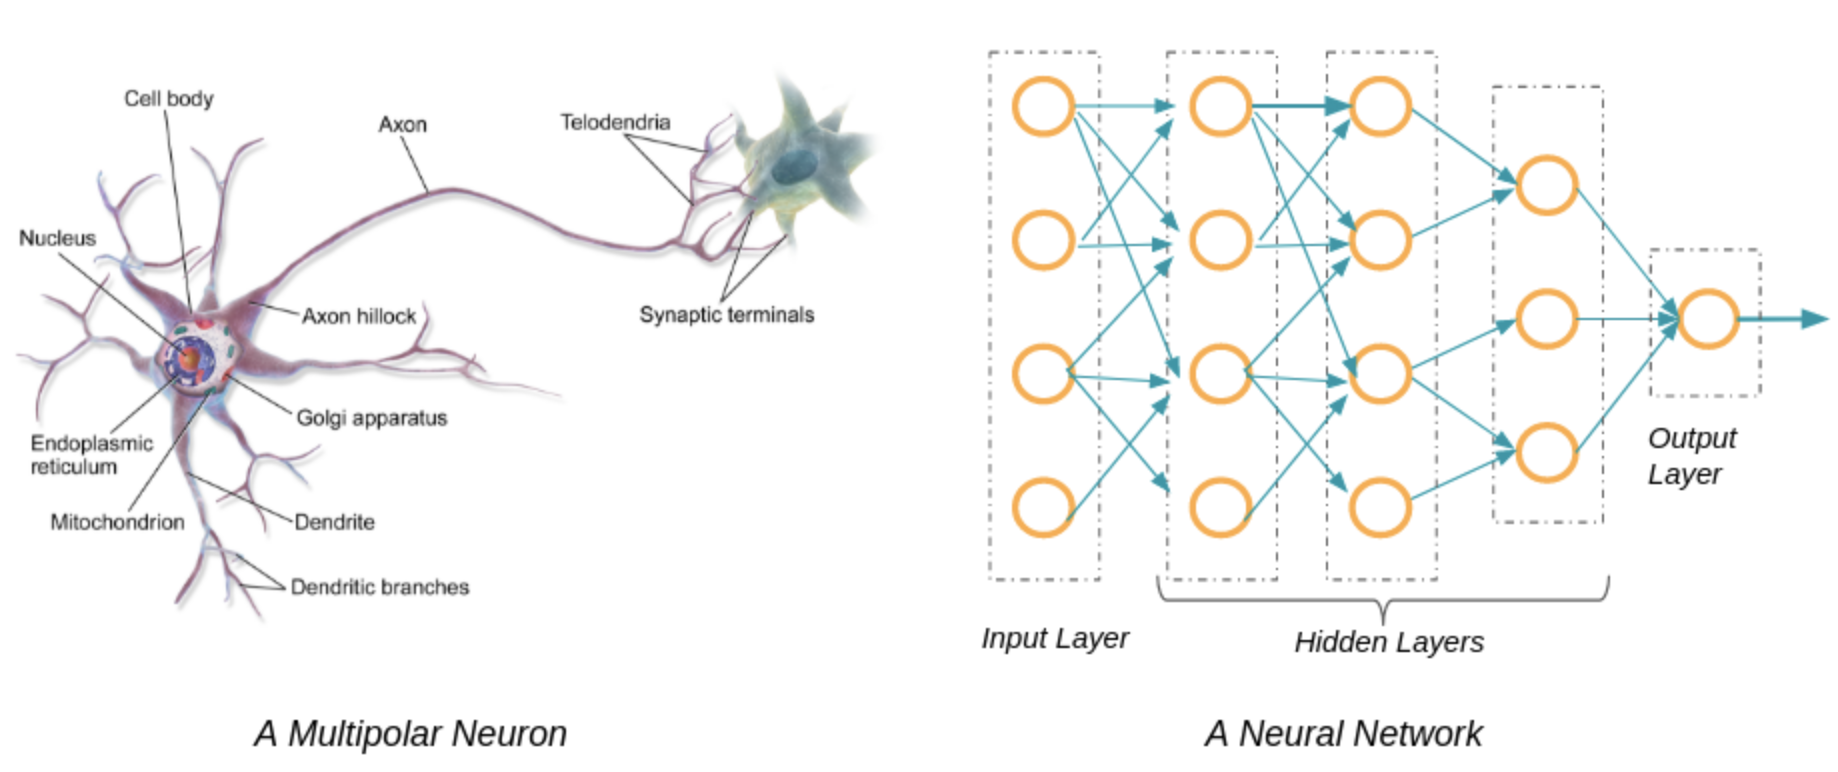 Cell body
Axon
Telodendria
Nucleus
Axon hillock
Synaptic terminals
Golgi apparatus
Endoplasmic
reticulum
Mitochondrion
Dendrite
Dendritic branches
A Multipolar Neuron
Output
Layer
Input Layer
Hidden Layers
A Neural Network